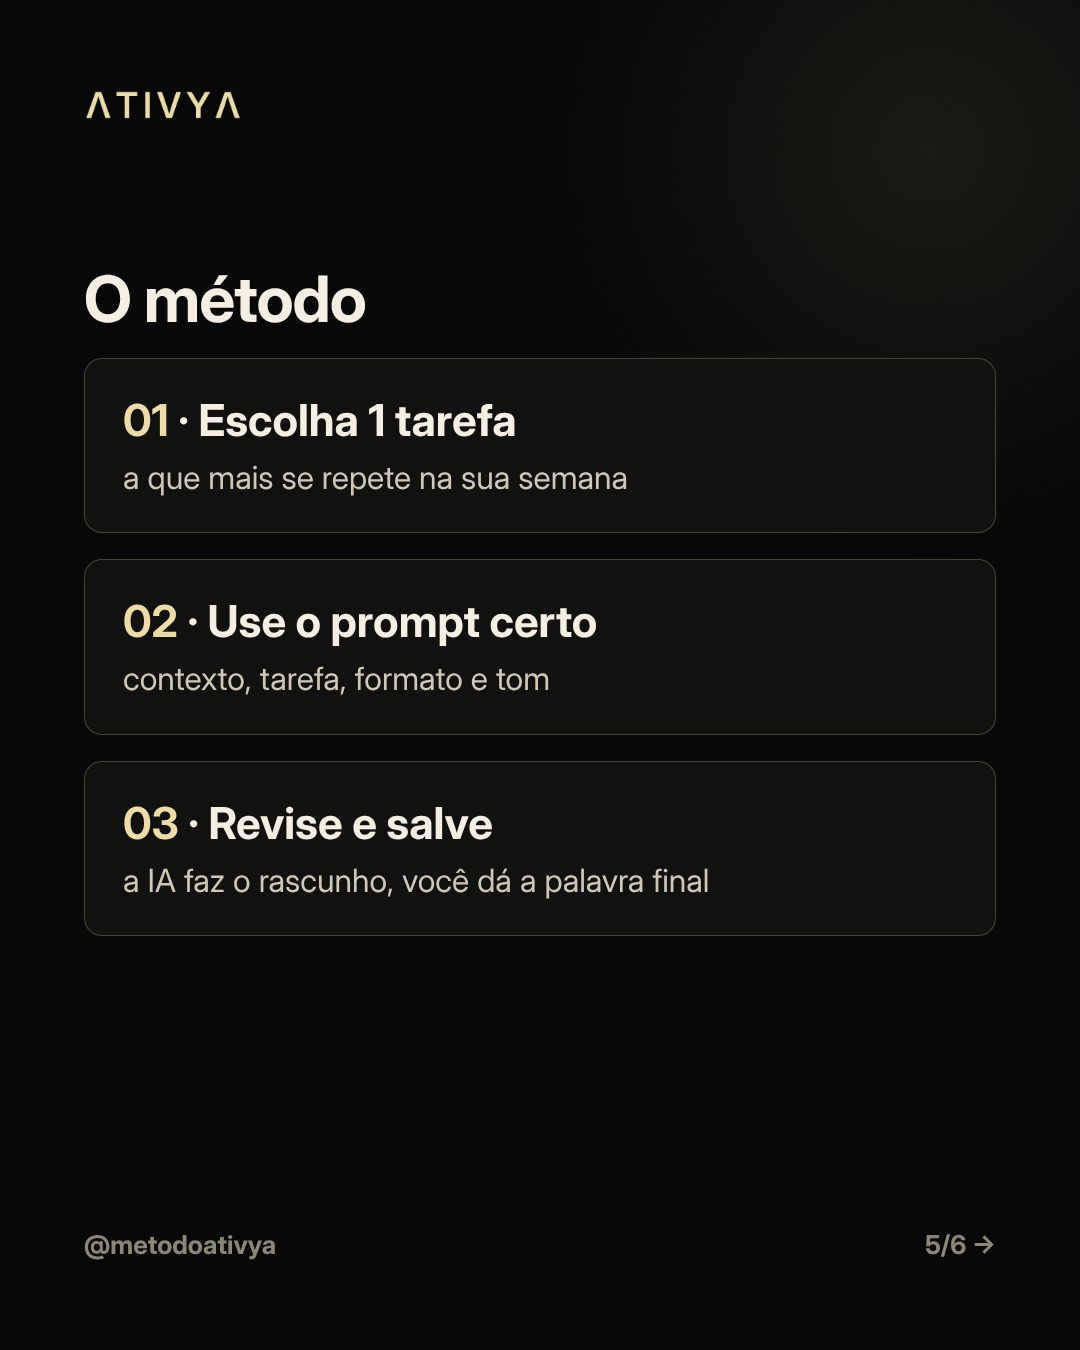 ATIVYA
O método
01 · Escolha 1 tarefa
a que mais se repete na sua semana
02 · Use o prompt certo
contexto, tarefa, formato e tom
03 · Revise e salve
a IA faz o rascunho, você dá a palavra final
@metodoativya
5/6 →